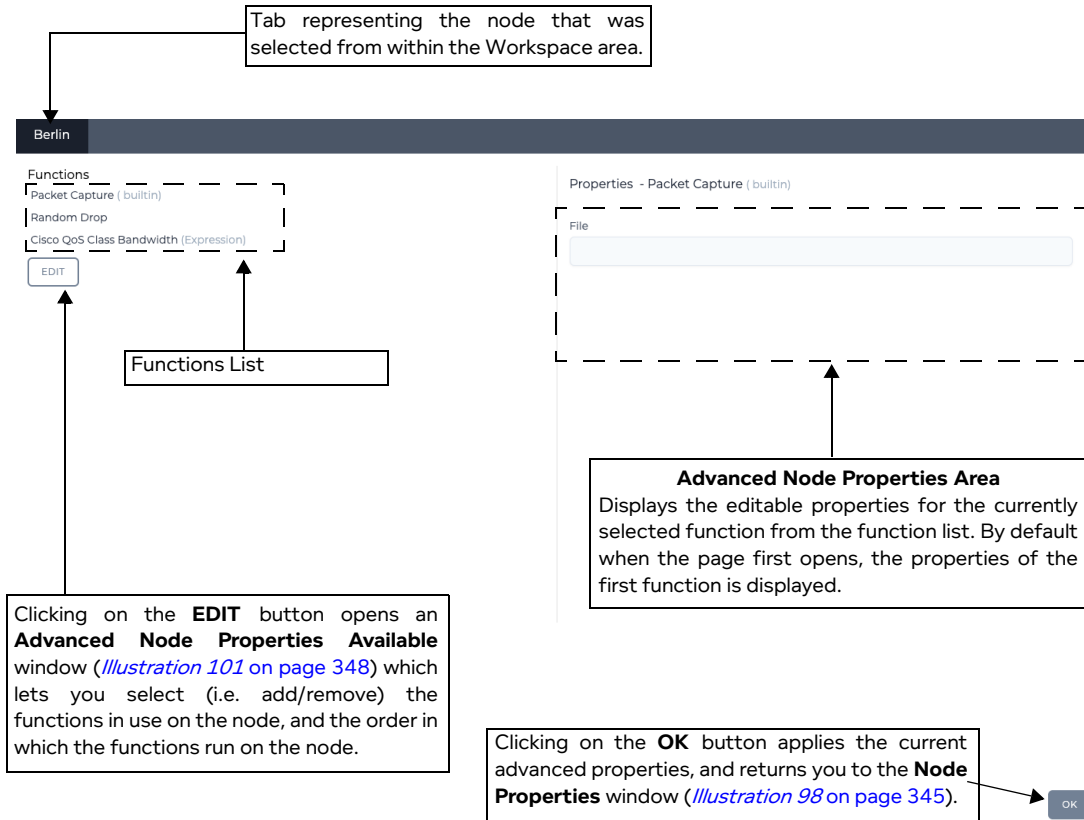 Tab representing the node that was
selected from within the Workspace area.
Berlin
Functions
Packet Capture ( builtin)
Random Drop
Cisco QoS Class Bandwidth (Expression)
EDIT
Functions List
Properties - Packet Capture ( builtin)
File
Advanced Node Properties Area
Displays the editable properties for the currently
selected function from the function list. By default
when the page first opens, the properties of the
first function is displayed.
Clicking on the EDIT button opens an
Advanced Node Properties Available
window (Illustration 101 on page 348) which
lets you select (i.e. add/remove) the
functions in use on the node, and the order in
which the functions run on the node.
Clicking on the OK button applies the current
advanced properties, and returns you to the Node
Properties window (Illustration 98 on page 345).
OK